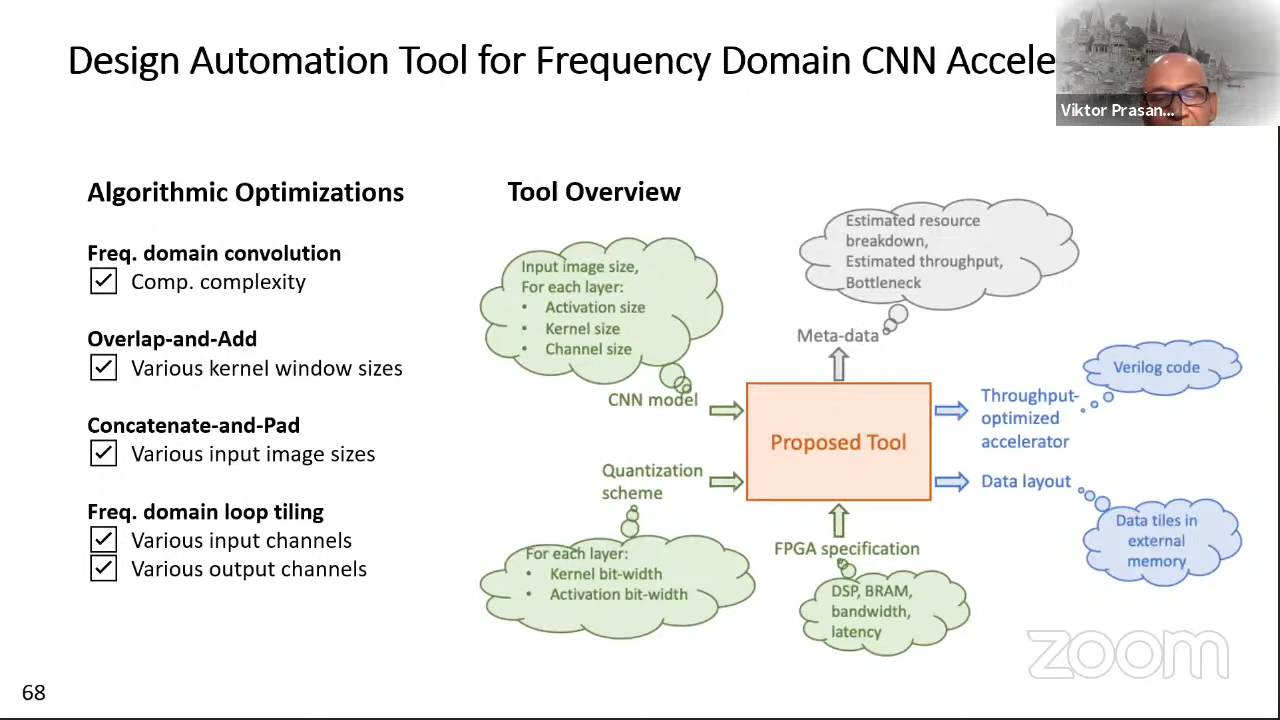 Design Automation Tool for Frequency Domain CNN Accele
Viktor Prasan...
Algorithmic Optimizations
Freq. domain convolution
Comp. complexity
Overlap-and-Add
Various kernel window sizes
Concatenate-and-Pad
Various input image sizes
Freq. domain loop tiling
Various input channels
Various output channels
Tool Overview
Input image size,
For each layer:
• Activation size
• Kernel size
• Channel size
CNN model
Quantization
scheme
For each layer:
• Kernel bit-width
• Activation bit-width
Estimated resource
breakdown,
Estimated throughput,
Bottleneck
Meta-data
Proposed Tool
FPGA specification
DSP, BRAM,
bandwidth,
latency
Throughput-
optimized
accelerator
Verilog code
Data layout
Data tiles in
external
memory
zoom
68